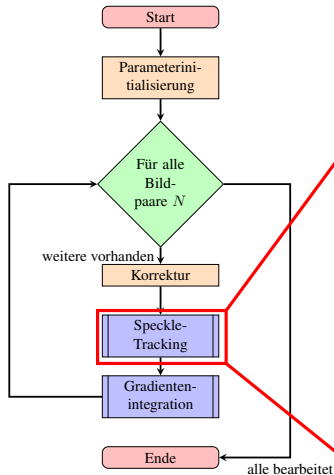 Start
Parameterini-
tialisierung
Für alle
Bild-
paare N
weitere vorhanden
Korrektur
Speckle-
Tracking
Gradienten-
integration
Ende
alle bearbeitet